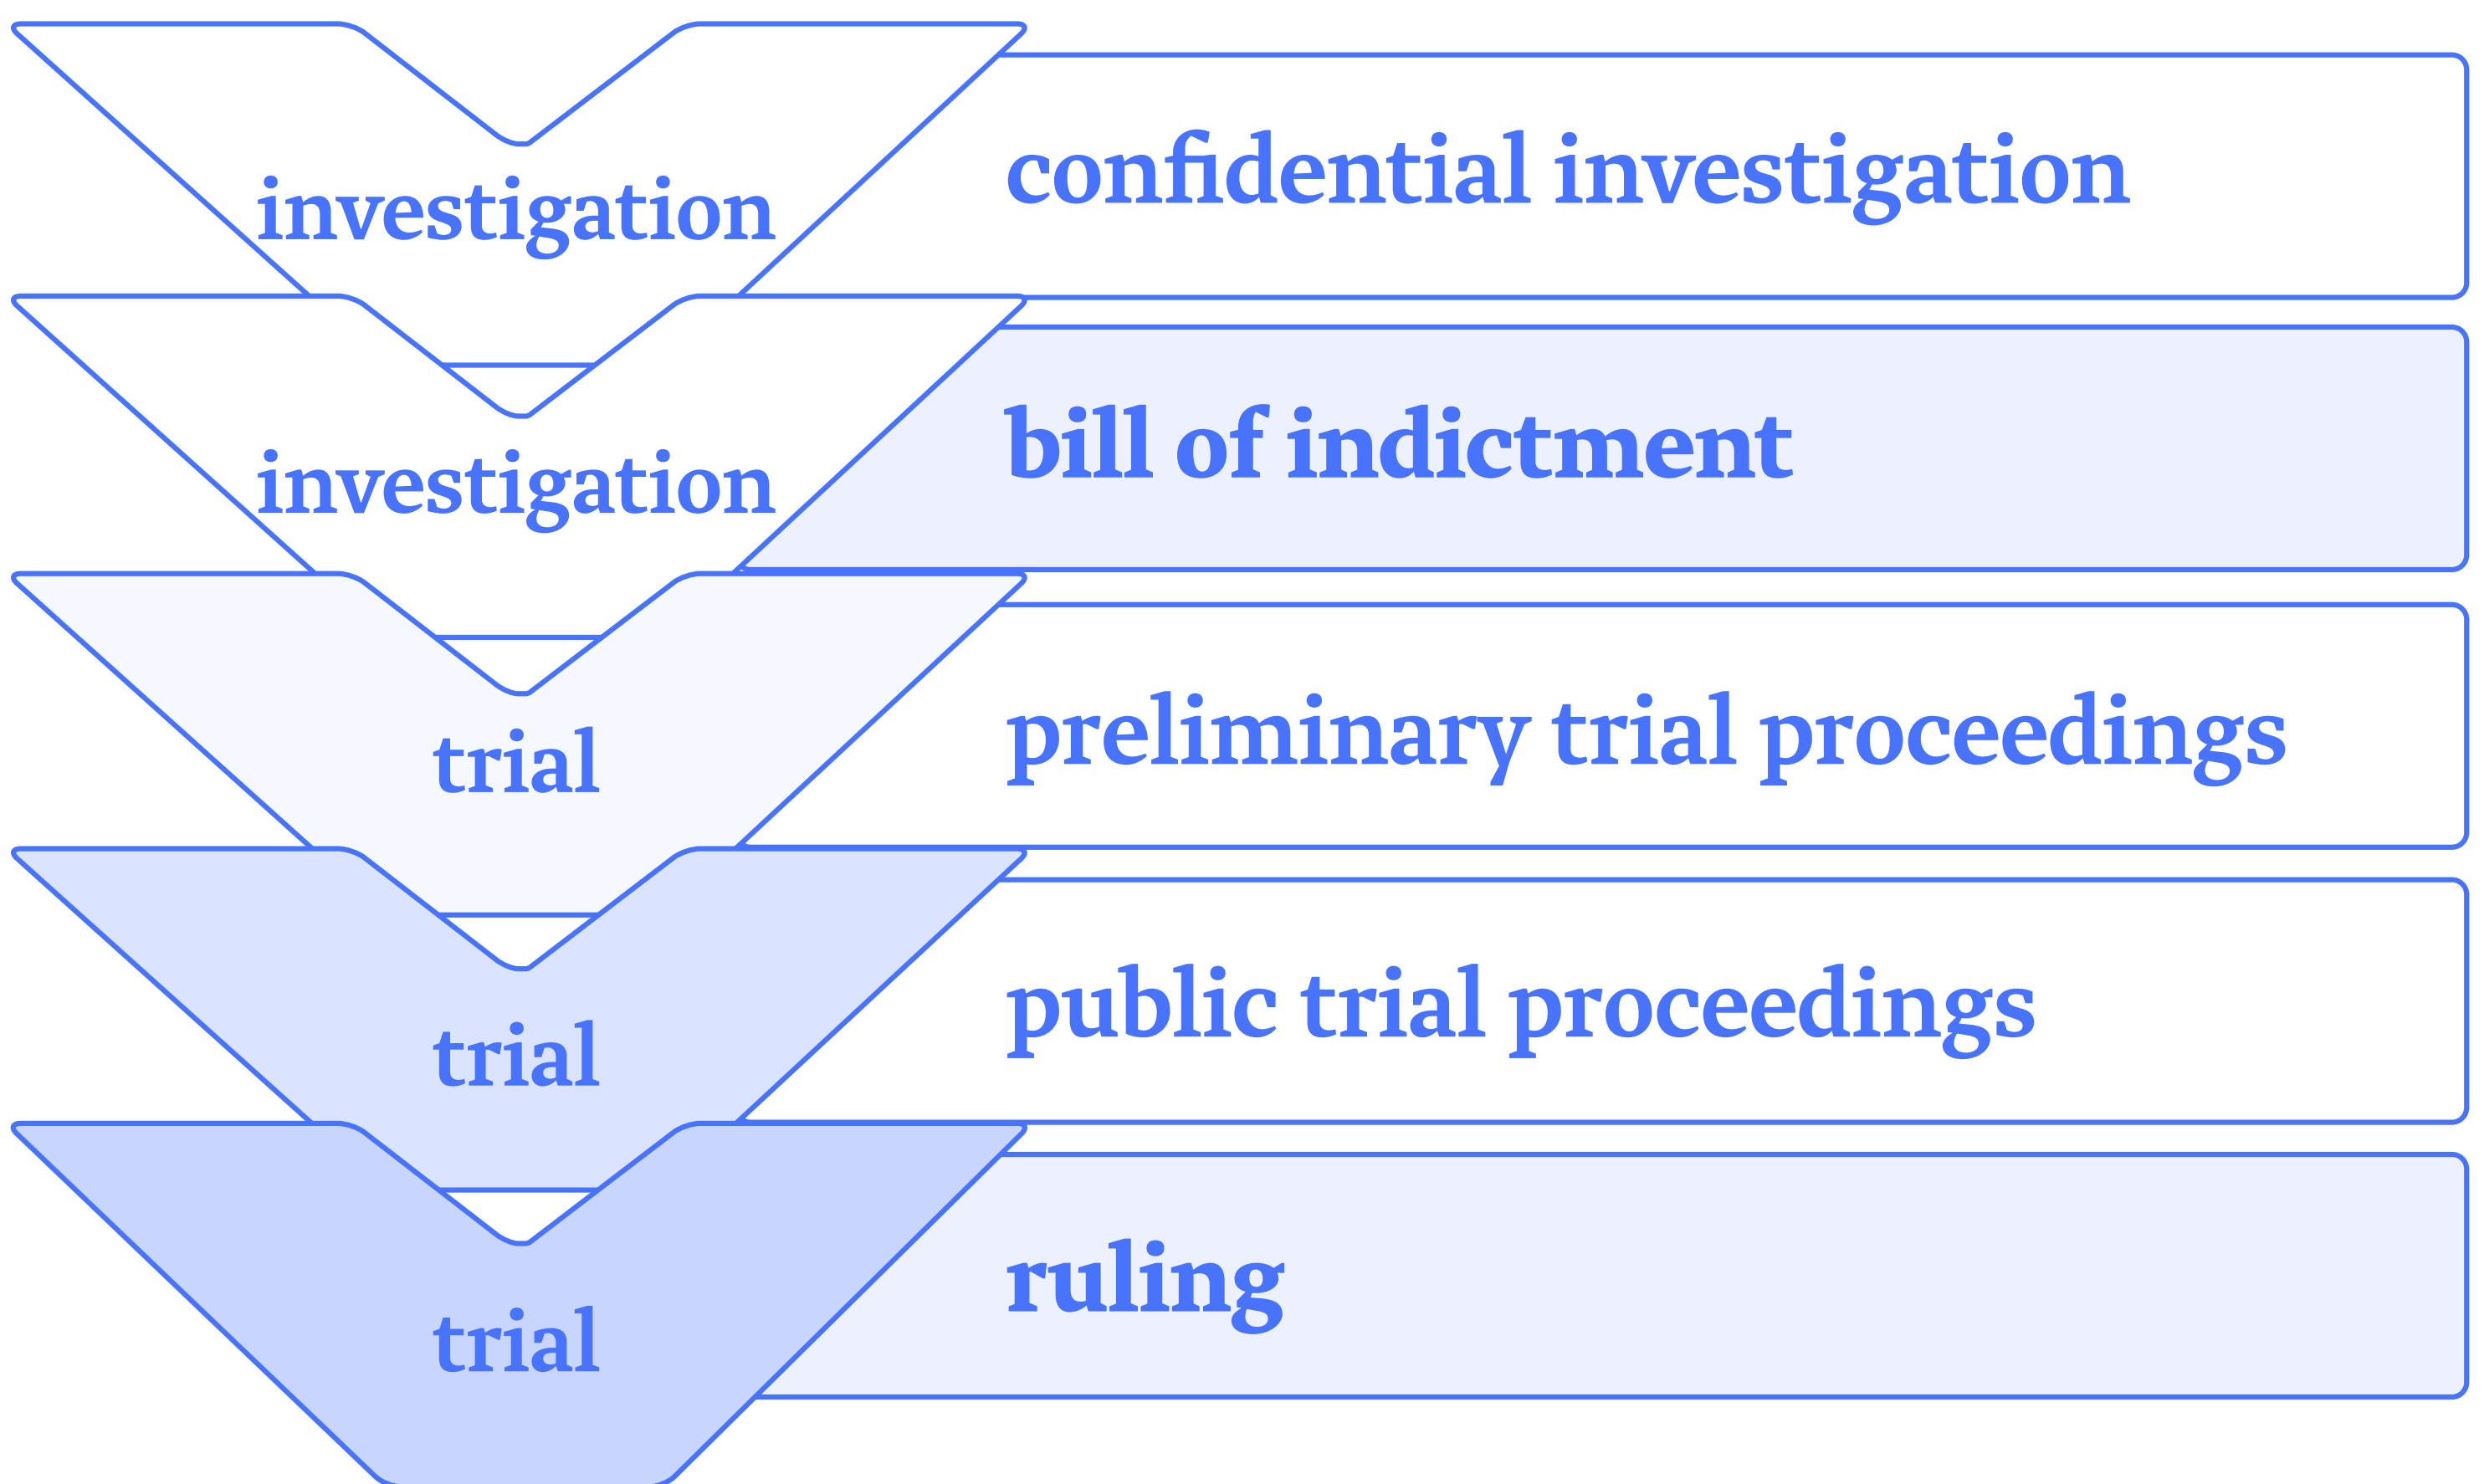 investigation
confidential investigation
investigation
bill of indictment
trial
preliminary trial proceedings
trial
public trial proceedings
trial
ruling